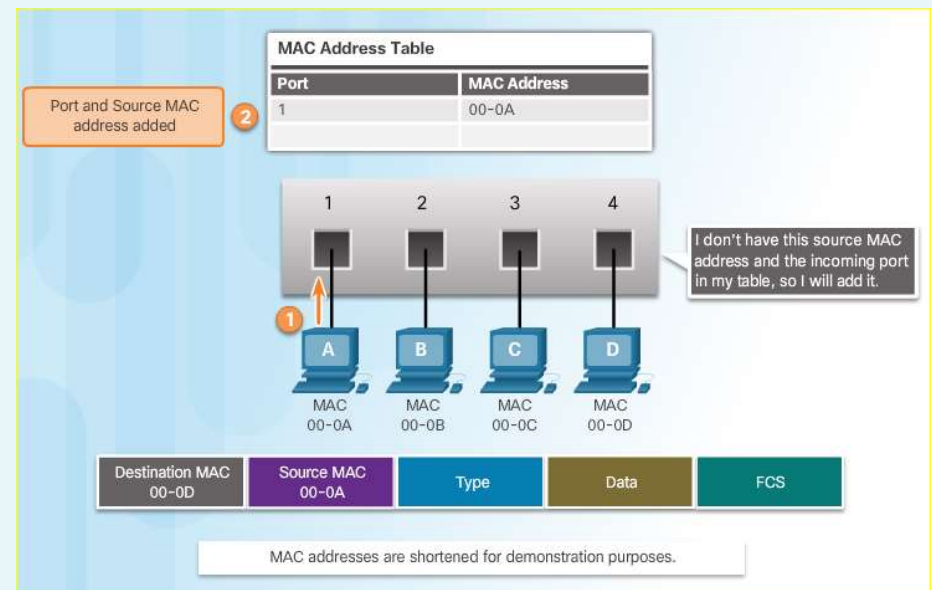 MAC Address Table
Port MAC Address
1 00-0A
Port and Source MAC
address added
2
1 2 3 4
I don't have this source MAC
address and the incoming port
in my table, so I will add it.
1
A B C D
MAC MAC MAC MAC
00-0A 00-0B 00-0C 00-0D
Destination MAC
00-0D
Source MAC
00-0A
Type
Data
FCS
MAC addresses are shortened for demonstration purposes.